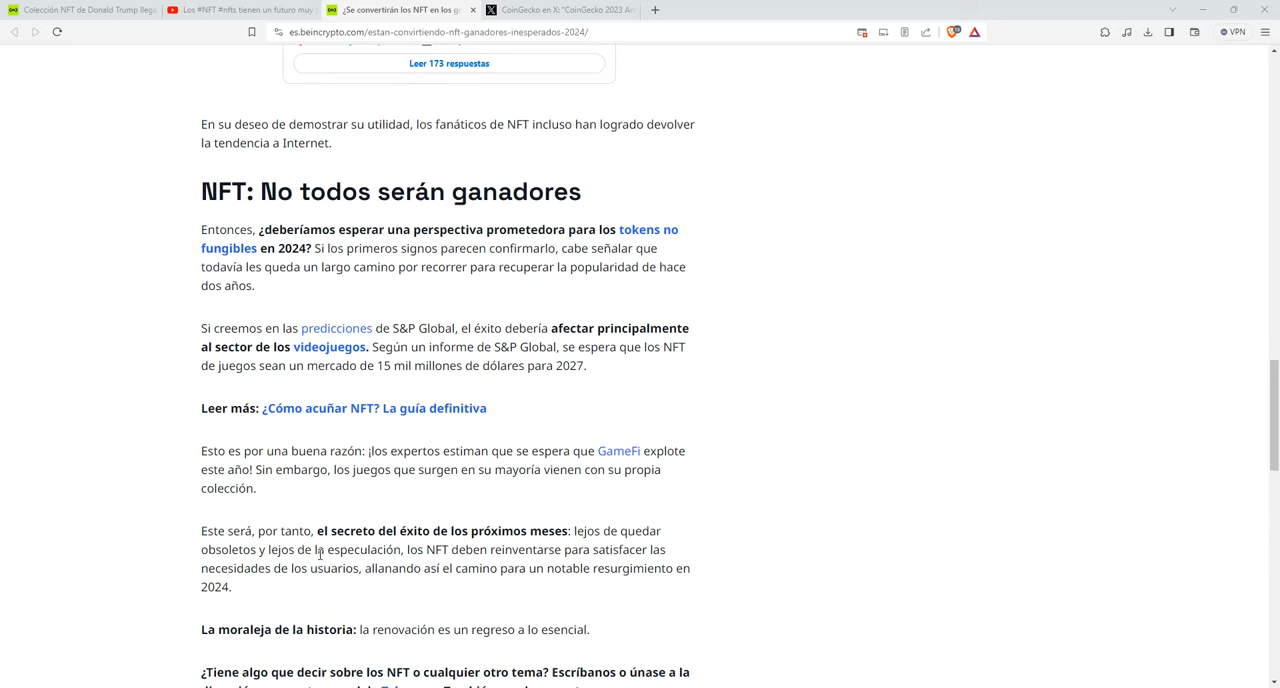 Colección NFT de Donald Trump llega
Los #NFT #nfts tienen un futuro muy
¿Se convertirán los NFT en los gr
CoinGecko en X: "CoinGecko 2023 An
es.beincrypto.com/estan-convirtiendo-nft-ganadores-inesperados-2024/
VPN
Leer 173 respuestas
En su deseo de demostrar su utilidad, los fanáticos de NFT incluso han logrado devolver
la tendencia a Internet.
NFT: No todos serán ganadores
Entonces, ¿deberíamos esperar una perspectiva prometedora para los tokens no
fungibles en 2024? Si los primeros signos parecen confirmarlo, cabe señalar que
todavía les queda un largo camino por recorrer para recuperar la popularidad de hace
dos años.
Si creemos en las predicciones de S&P Global, el éxito debería afectar principalmente
al sector de los videojuegos. Según un informe de S&P Global, se espera que los NFT
de juegos sean un mercado de 15 mil millones de dólares para 2027.
Leer más: ¿Cómo acuñar NFT? La guía definitiva
Esto es por una buena razón: ¡los expertos estiman que se espera que GameFi explote
este año! Sin embargo, los juegos que surgen en su mayoría vienen con su propia
colección.
Este será, por tanto, el secreto del éxito de los próximos meses: lejos de quedar
obsoletos y lejos de la especulación, los NFT deben reinventarse para satisfacer las
necesidades de los usuarios, allanando así el camino para un notable resurgimiento en
2024.
La moraleja de la historia: la renovación es un regreso a lo esencial.
¿Tiene algo que decir sobre los NFT o cualquier otro tema? Escríbanos o únase a la